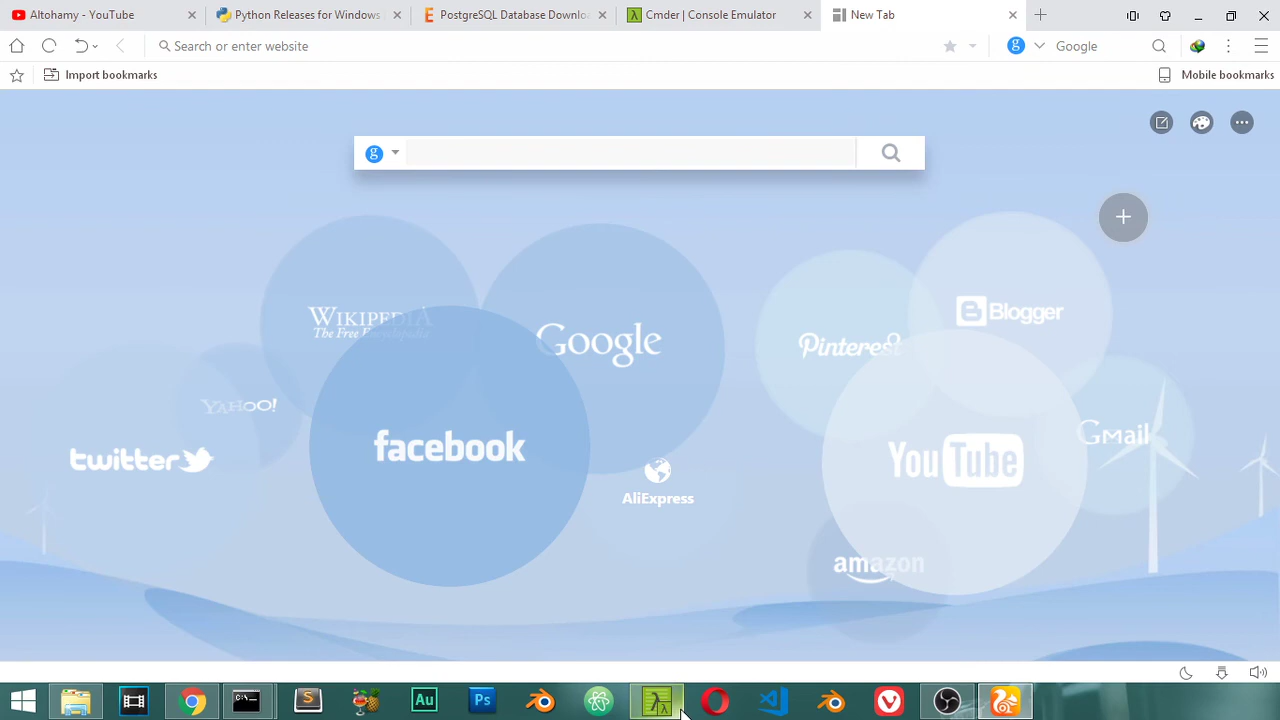 Altohamy - YouTube
Python Releases for Windows
PostgreSQL Database Downlo
Cmder | Console Emulator
New Tab
Search or enter website
Google
Import bookmarks
Mobile bookmarks
WIKIPEDIA
The Free Encyclopedia
Google
Pinterest
Blogger
YAHOO!
twitter
facebook
AliExpress
YouTube
Gmail
amazon
Au
Ps